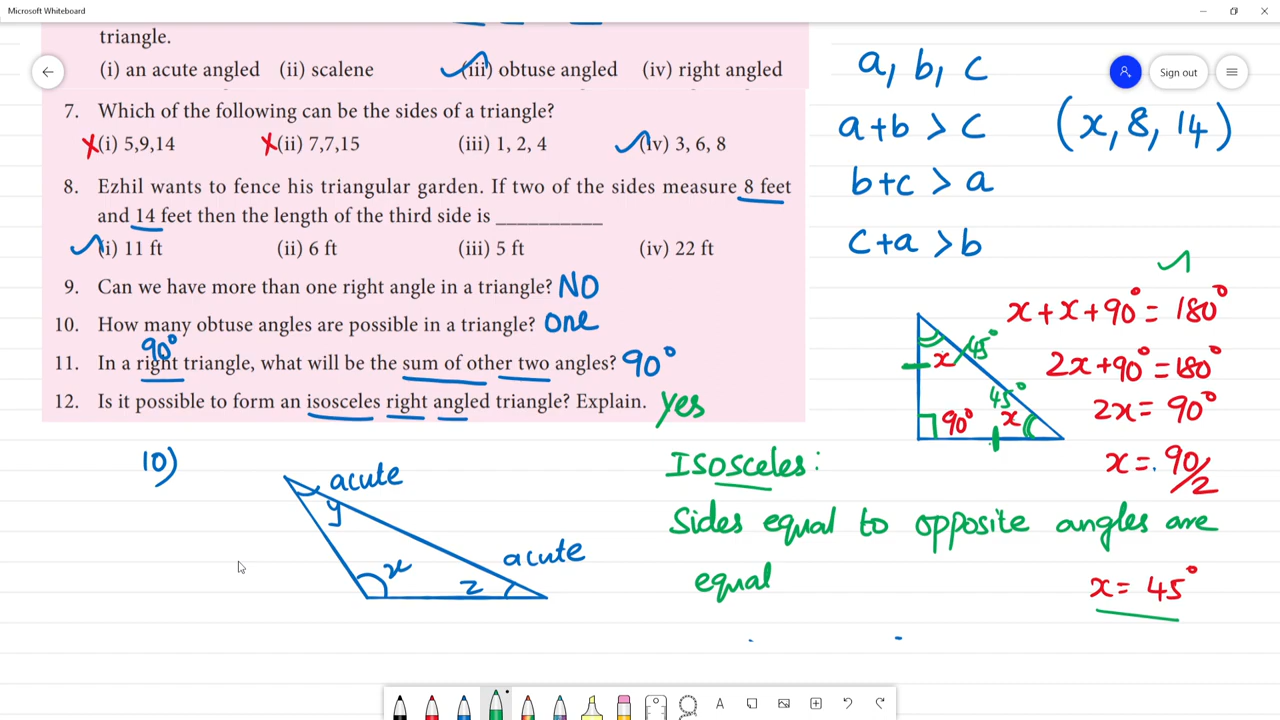 Microsoft Whiteboard
triangle.
(i) an acute angled (ii) scalene (iii) obtuse angled (iv) right angled
7. Which of the following can be the sides of a triangle?
(i) 5,9,14 (ii) 7,7,15 (iii) 1, 2, 4 (iv) 3, 6, 8
8. Ezhil wants to fence his triangular garden. If two of the sides measure 8 feet
and 14 feet then the length of the third side is __________
(i) 11 ft (ii) 6 ft (iii) 5 ft (iv) 22 ft
9. Can we have more than one right angle in a triangle? NO
10. How many obtuse angles are possible in a triangle? one
90°
11. In a right triangle, what will be the sum of other two angles? 90°
12. Is it possible to form an isosceles right angled triangle? Explain. yes
a, b, c
Sign out
a+b > c (x, 8, 14)
b+c > a
c+a > b
x + x + 90° = 180°
x 45°
2x + 90° = 180°
45°
90° x
2x = 90°
x = 90/2
10)
acute
y
x
z
acute
Isosceles:
Sides equal to opposite angles are
equal
x = 45°